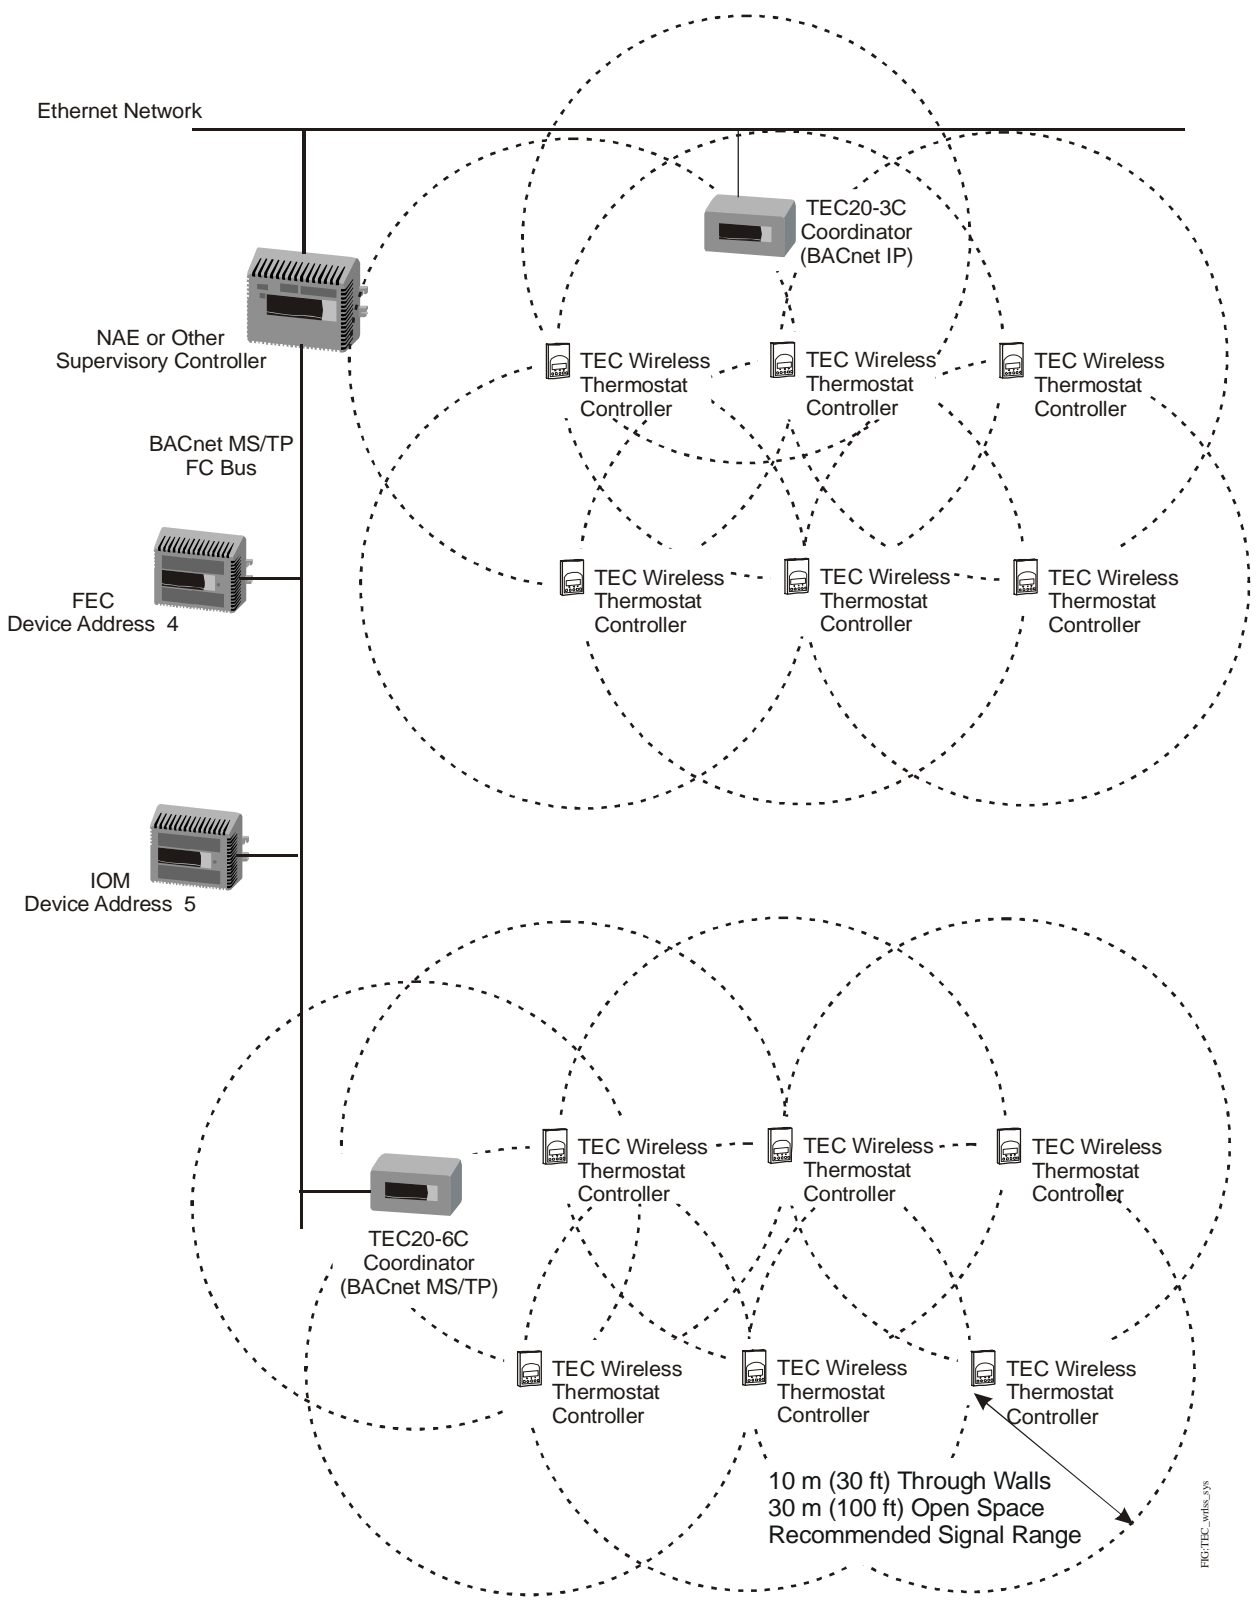 Ethernet Network
TEC20-3C
Coordinator
(BACnet IP)
NAE or Other
Supervisory Controller
TEC Wireless
Thermostat
Controller
TEC Wireless
Thermostat
Controller
TEC Wireless
Thermostat
Controller
BACnet MS/TP
FC Bus
FEC
Device Address 4
TEC Wireless
Thermostat
Controller
TEC Wireless
Thermostat
Controller
TEC Wireless
Thermostat
Controller
IOM
Device Address 5
TEC Wireless
Thermostat
Controller
TEC Wireless
Thermostat
Controller
TEC Wireless
Thermostat
Controller
TEC20-6C
Coordinator
(BACnet MS/TP)
TEC Wireless
Thermostat
Controller
TEC Wireless
Thermostat
Controller
TEC Wireless
Thermostat
Controller
10 m (30 ft) Through Walls
30 m (100 ft) Open Space
Recommended Signal Range
FIG:TEC_wrlss_sys